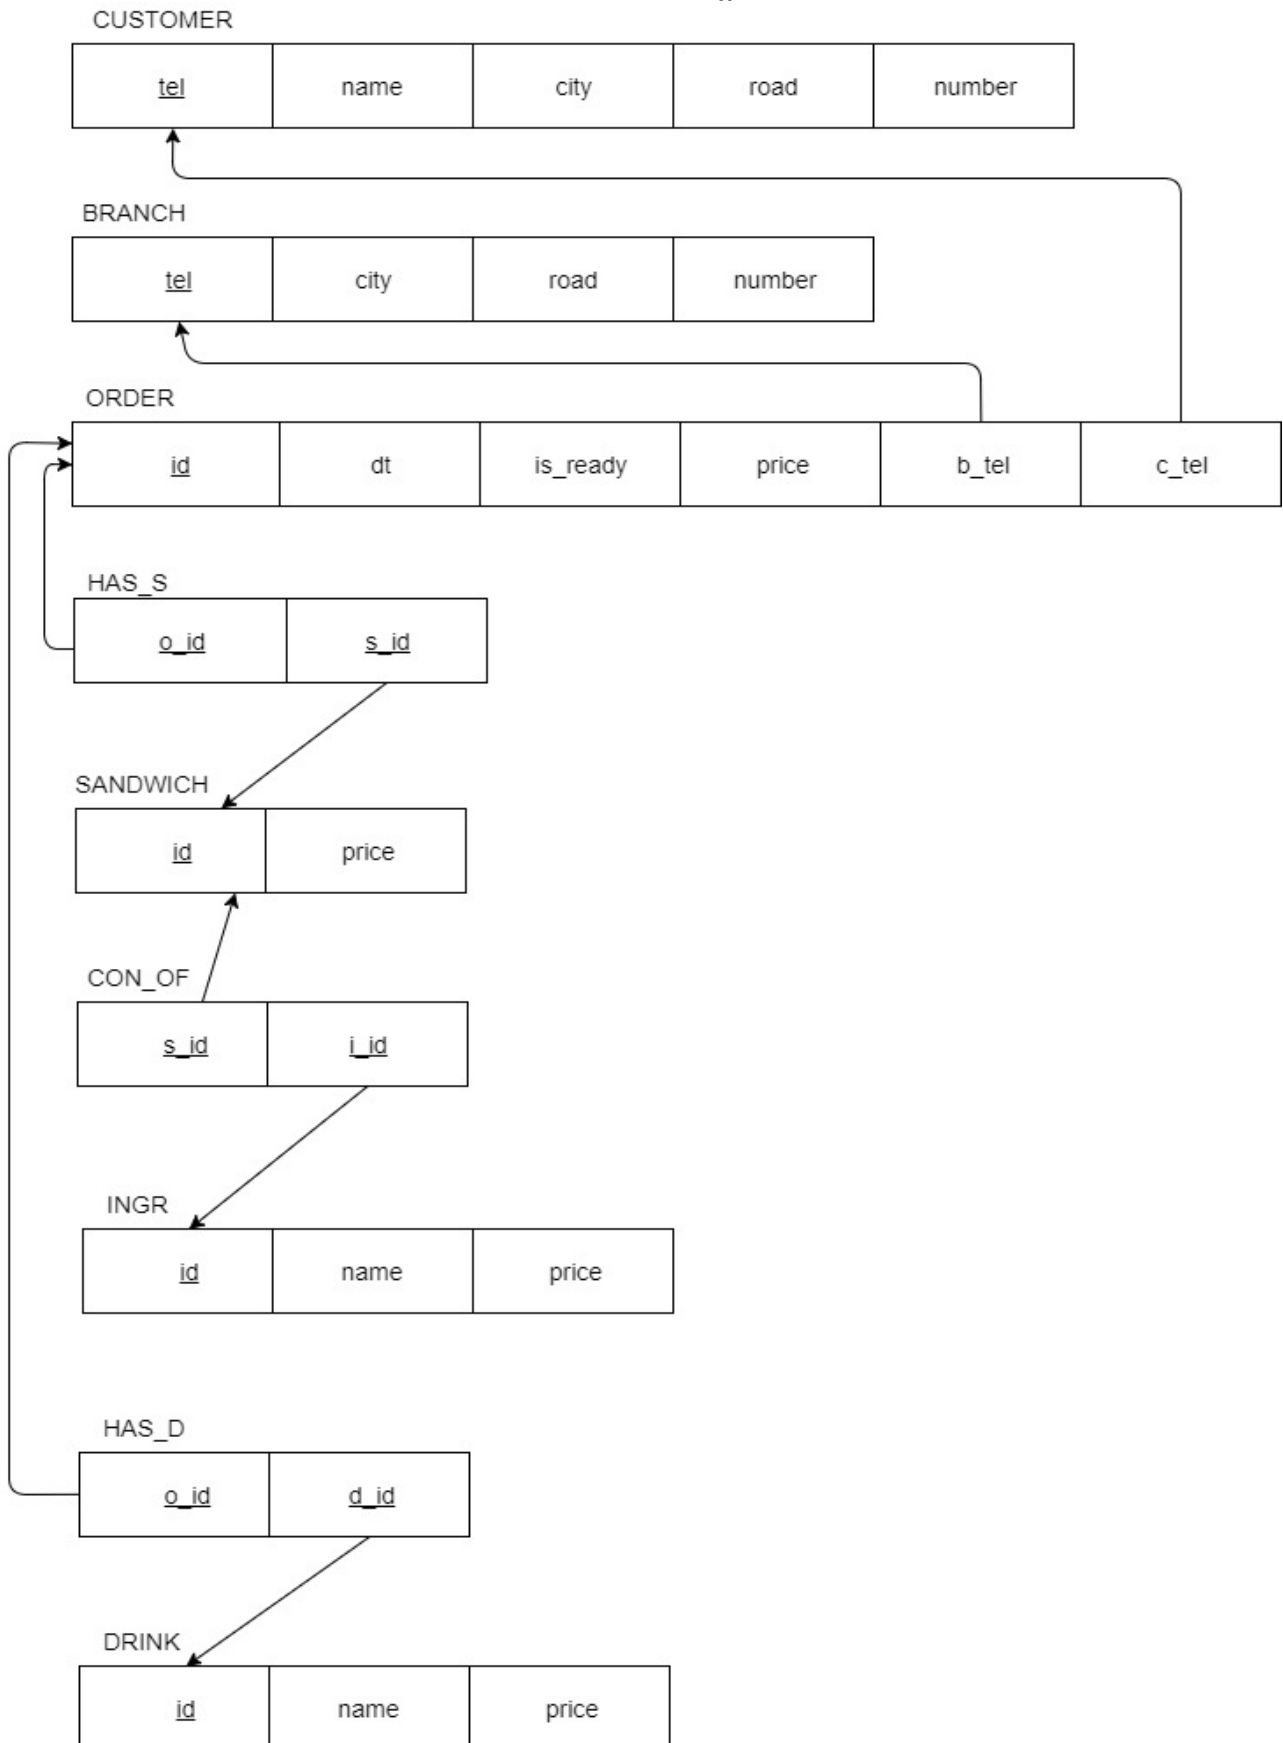 CUSTOMER
tel name city road number
BRANCH
tel city road number
ORDER
id dt is_ready price b_tel c_tel
HAS_S
o_id s_id
SANDWICH
id price
CON_OF
s_id i_id
INGR
id name price
HAS_D
o_id d_id
DRINK
id name price